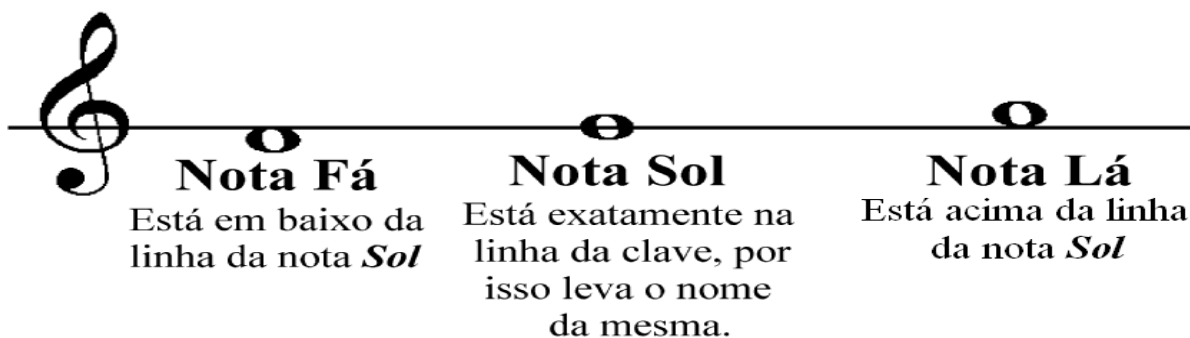 Nota Fá
Está em baixo da
linha da nota Sol
Nota Sol
Está exatamente na
linha da clave, por
isso leva o nome
da mesma.
Nota Lá
Está acima da linha
da nota Sol